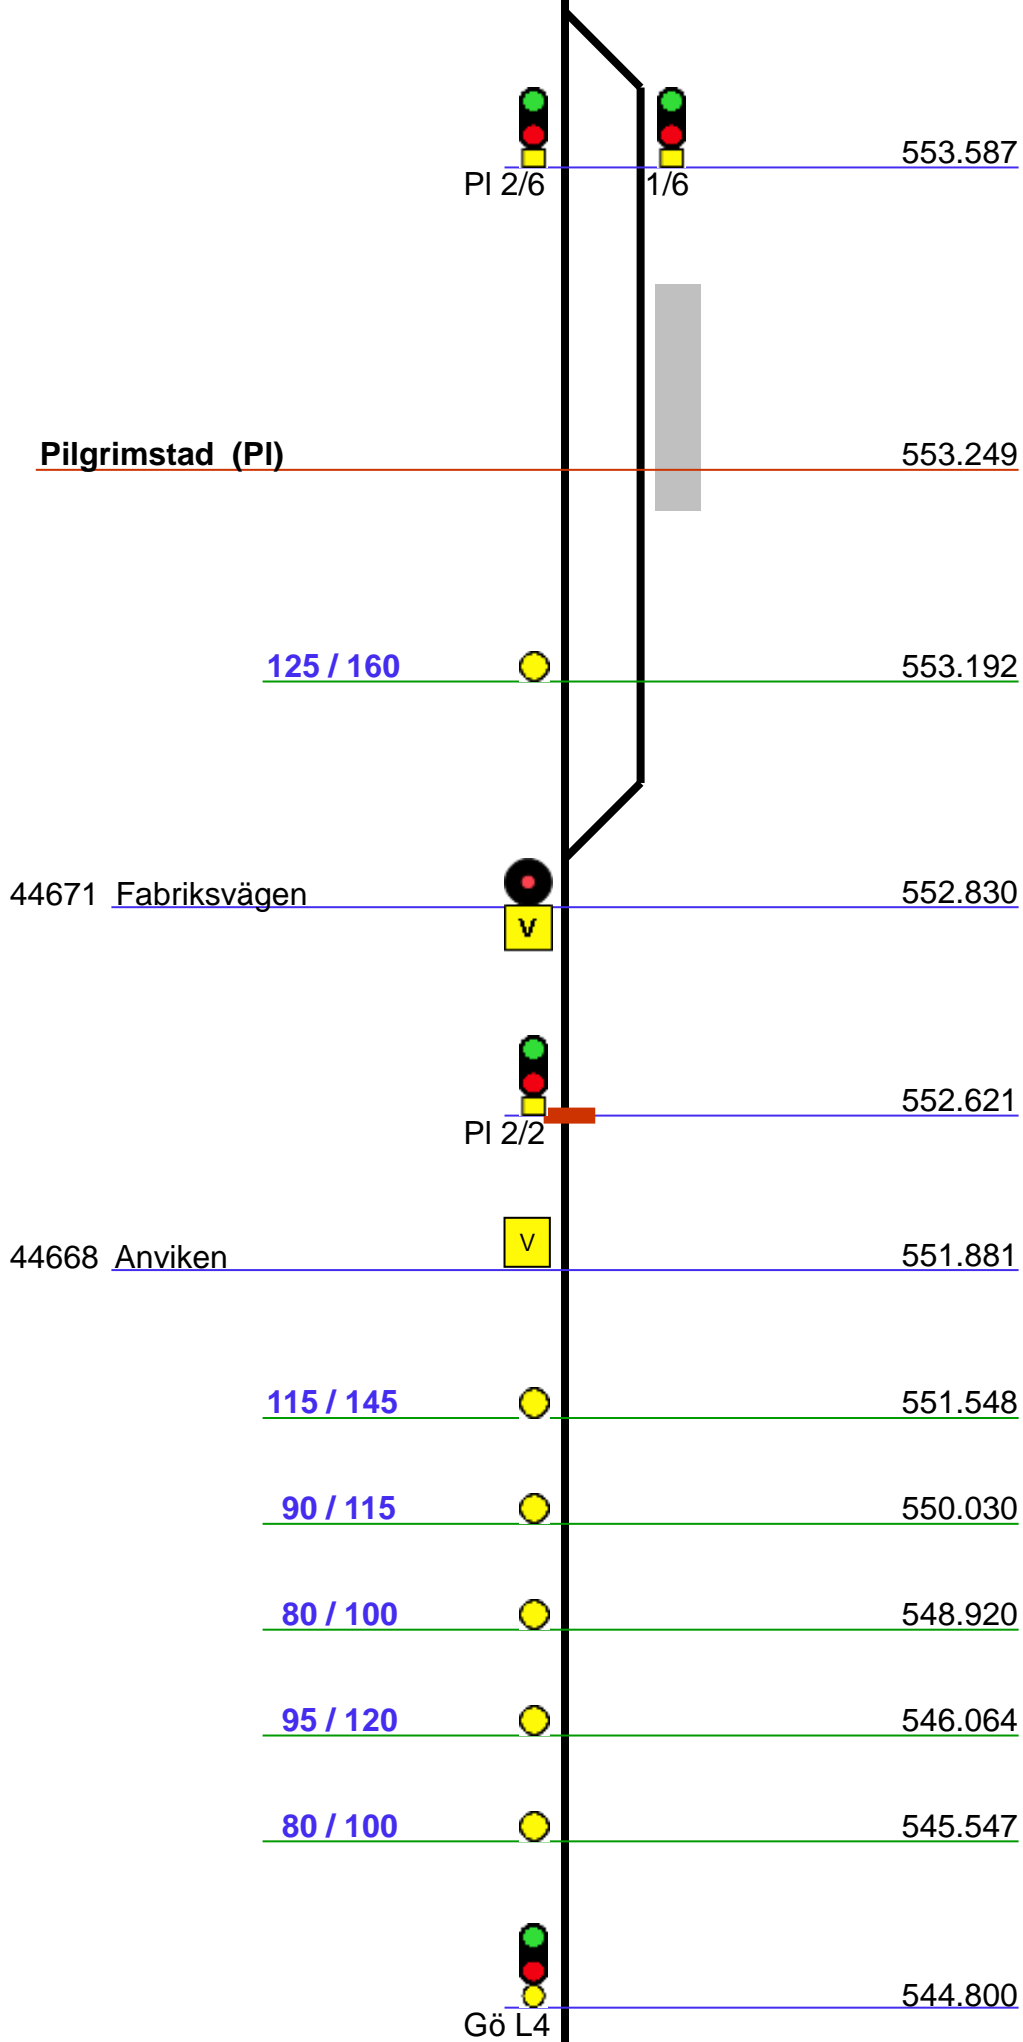 553.587
Pl 2/6 1/6
Pilgrimstad (Pl) 553.249
125 / 160 553.192
44671 Fabriksvägen 552.830
V
552.621
Pl 2/2
44668 Anviken V 551.881
115 / 145 551.548
90 / 115 550.030
80 / 100 548.920
95 / 120 546.064
80 / 100 545.547
544.800
Gö L4